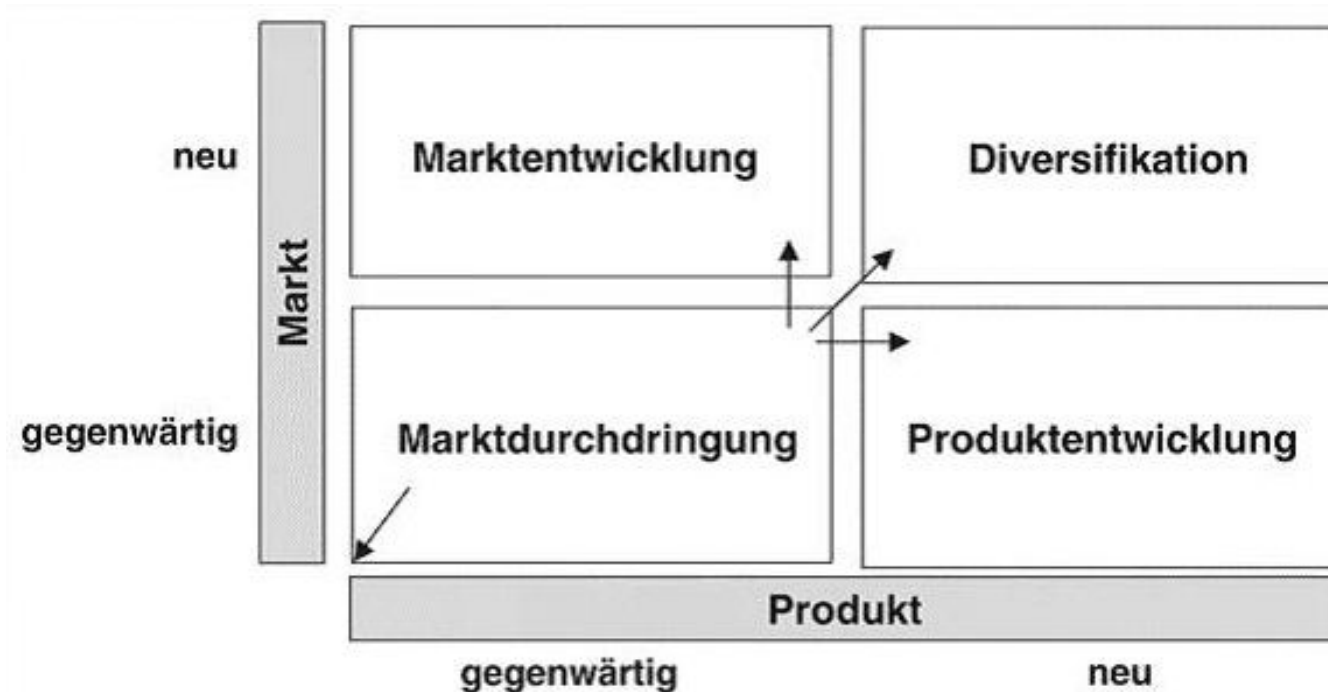 neu
Marktentwicklung
Diversifikation
Markt
gegenwärtig
Marktdurchdringung
Produktentwicklung
Produkt
gegenwärtig
neu